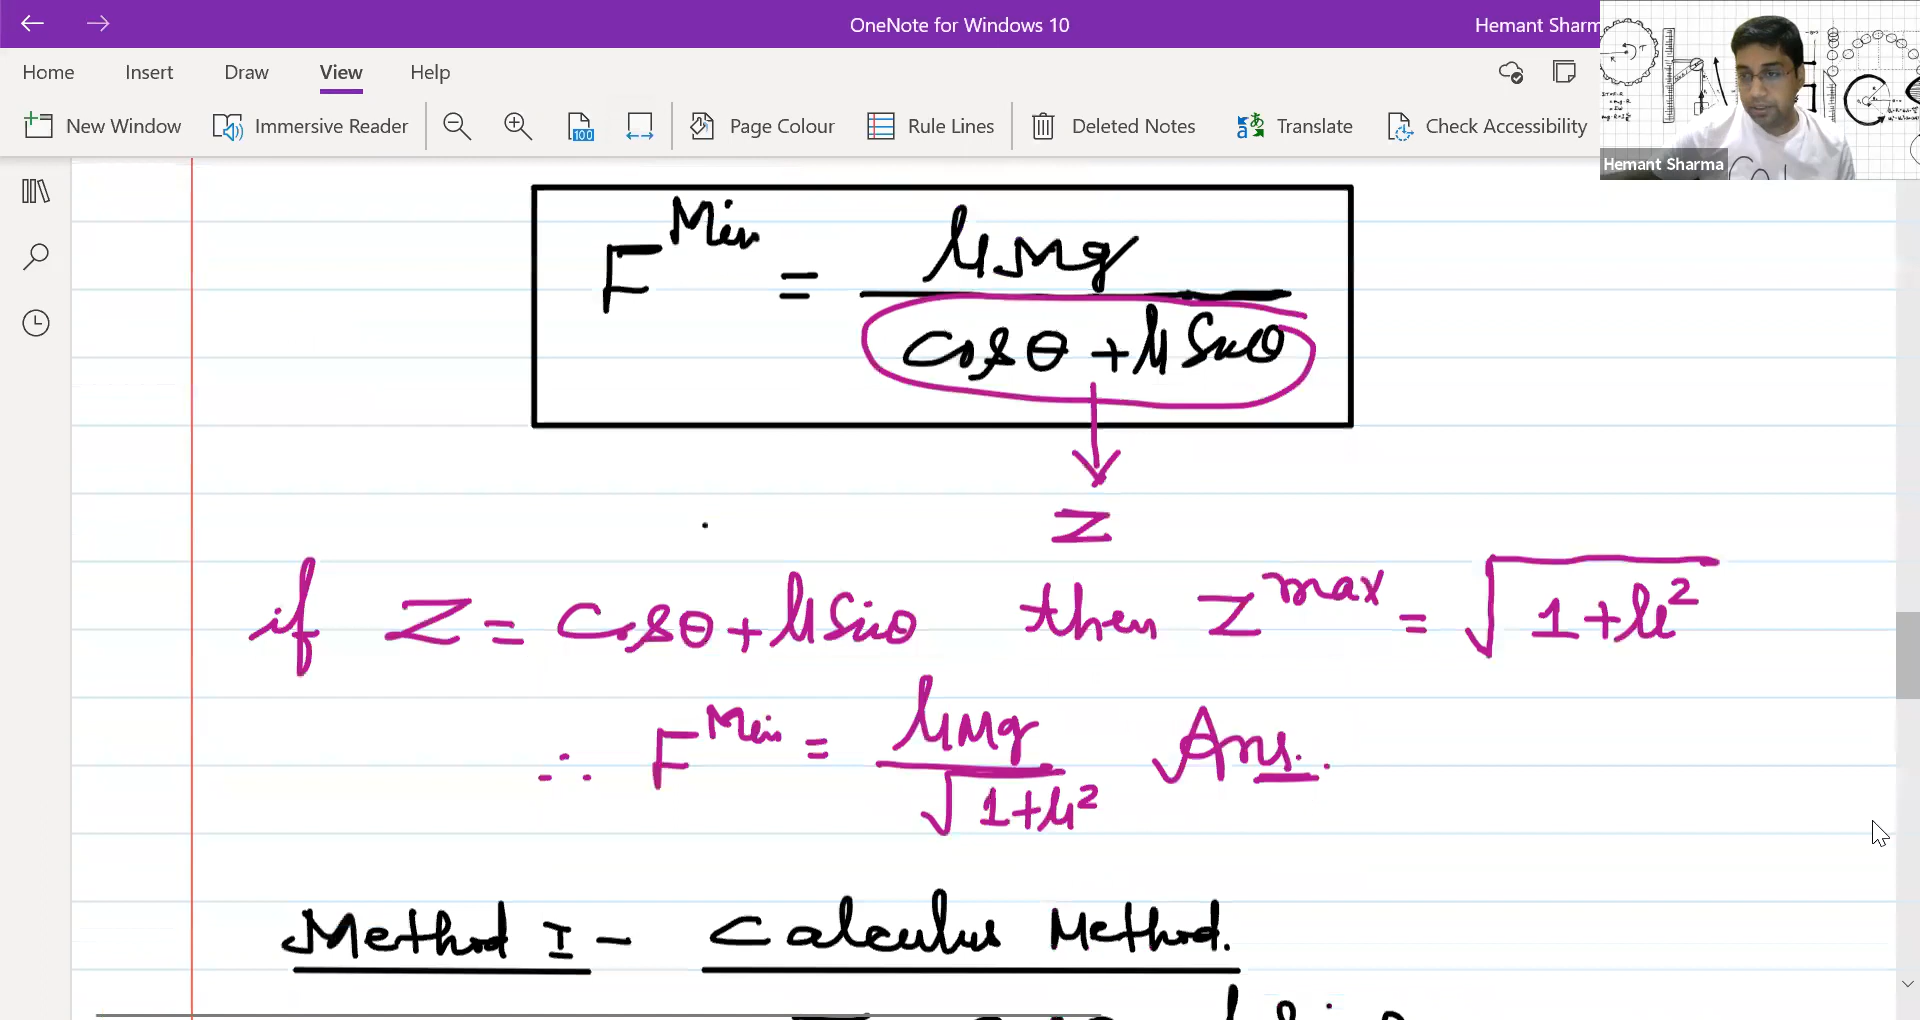 OneNote for Windows 10
Hemant Sharm
Home Insert Draw View Help
New Window Immersive Reader 100 Page Colour Rule Lines Deleted Notes Translate Check Accessibility
Hemant Sharma
F^Min = μMg / (cosθ + μ Sinθ)
Z
if Z = cosθ + μ Sinθ then Z^max = √(1+μ²)
∴ F^Min = μMg / √(1+μ²) Ans.
Method I - Calculus Method.